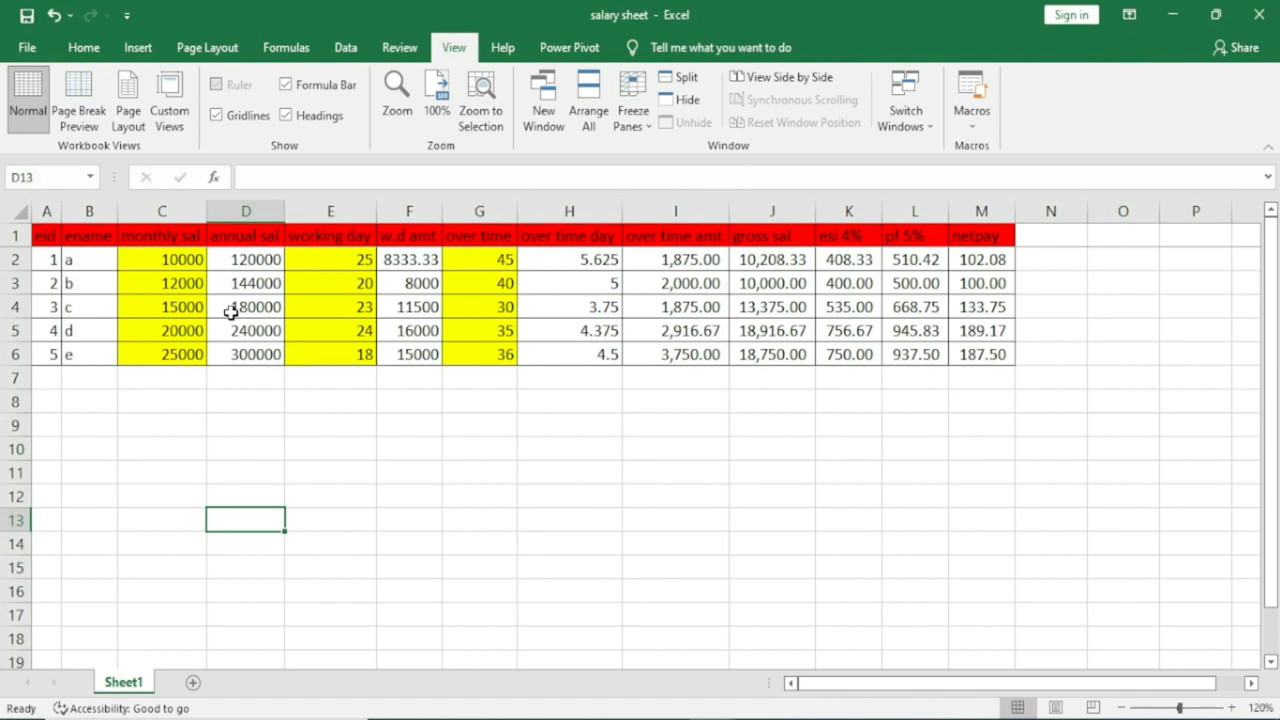 salary sheet - Excel
Sign in
File Home Insert Page Layout Formulas Data Review View Help Power Pivot Tell me what you want to do Share
Normal Page Break Preview Page Layout Custom Views
Workbook Views
Ruler Formula Bar
Gridlines Headings
Show
Zoom 100% Zoom to Selection
Zoom
New Window Arrange All Freeze Panes
Split View Side by Side
Hide Synchronous Scrolling
Unhide Reset Window Position
Switch Windows
Window
Macros
Macros
D13 fx
A B C D E F G H I J K L M N O P
1 eid ename monthly sal annual sal working day w.d amt over time over time day over time amt gross sal esi 4% pf 5% netpay
2 1 a 10000 120000 25 8333.33 45 5.625 1,875.00 10,208.33 408.33 510.42 102.08
3 2 b 12000 144000 20 8000 40 5 2,000.00 10,000.00 400.00 500.00 100.00
4 3 c 15000 180000 23 11500 30 3.75 1,875.00 13,375.00 535.00 668.75 133.75
5 4 d 20000 240000 24 16000 35 4.375 2,916.67 18,916.67 756.67 945.83 189.17
6 5 e 25000 300000 18 15000 36 4.5 3,750.00 18,750.00 750.00 937.50 187.50
7
8
9
10
11
12
13
14
15
16
17
18
19
Sheet1
Ready Accessibility: Good to go 120%